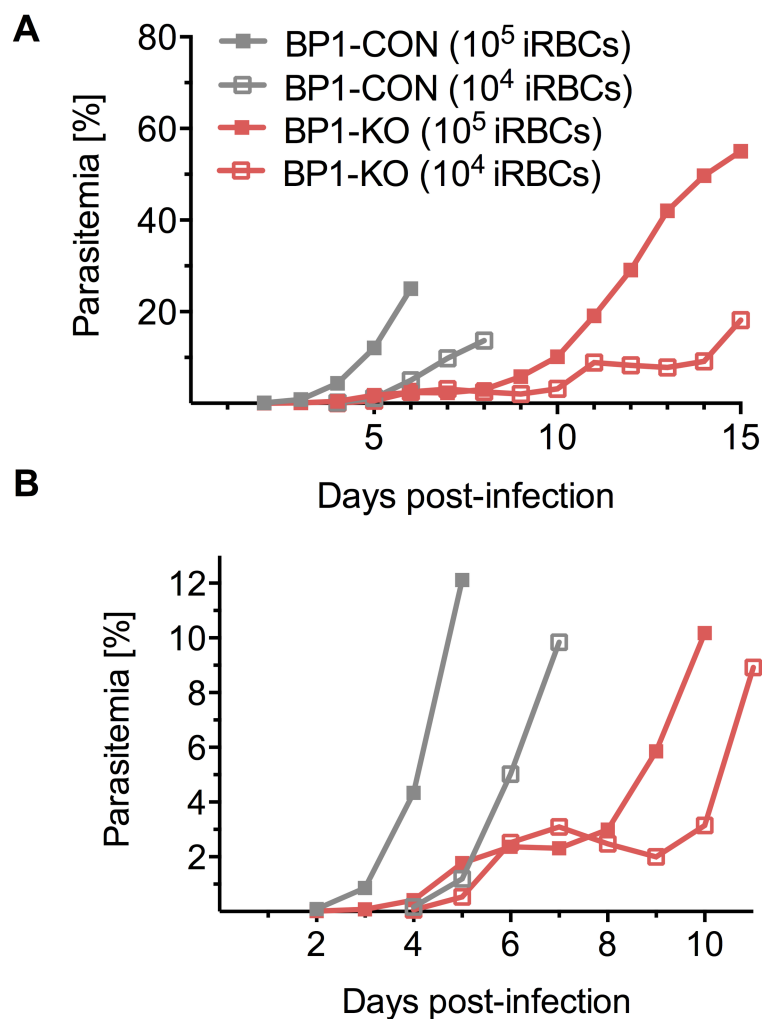 A
80
60
40
20
Parasitemia [%]
BP1-CON (10⁵ iRBCs)
BP1-CON (10⁴ iRBCs)
BP1-KO (10⁵ iRBCs)
BP1-KO (10⁴ iRBCs)
5 10 15
Days post-infection
B
12
10
8
6
4
2
Parasitemia [%]
2 4 6 8 10
Days post-infection